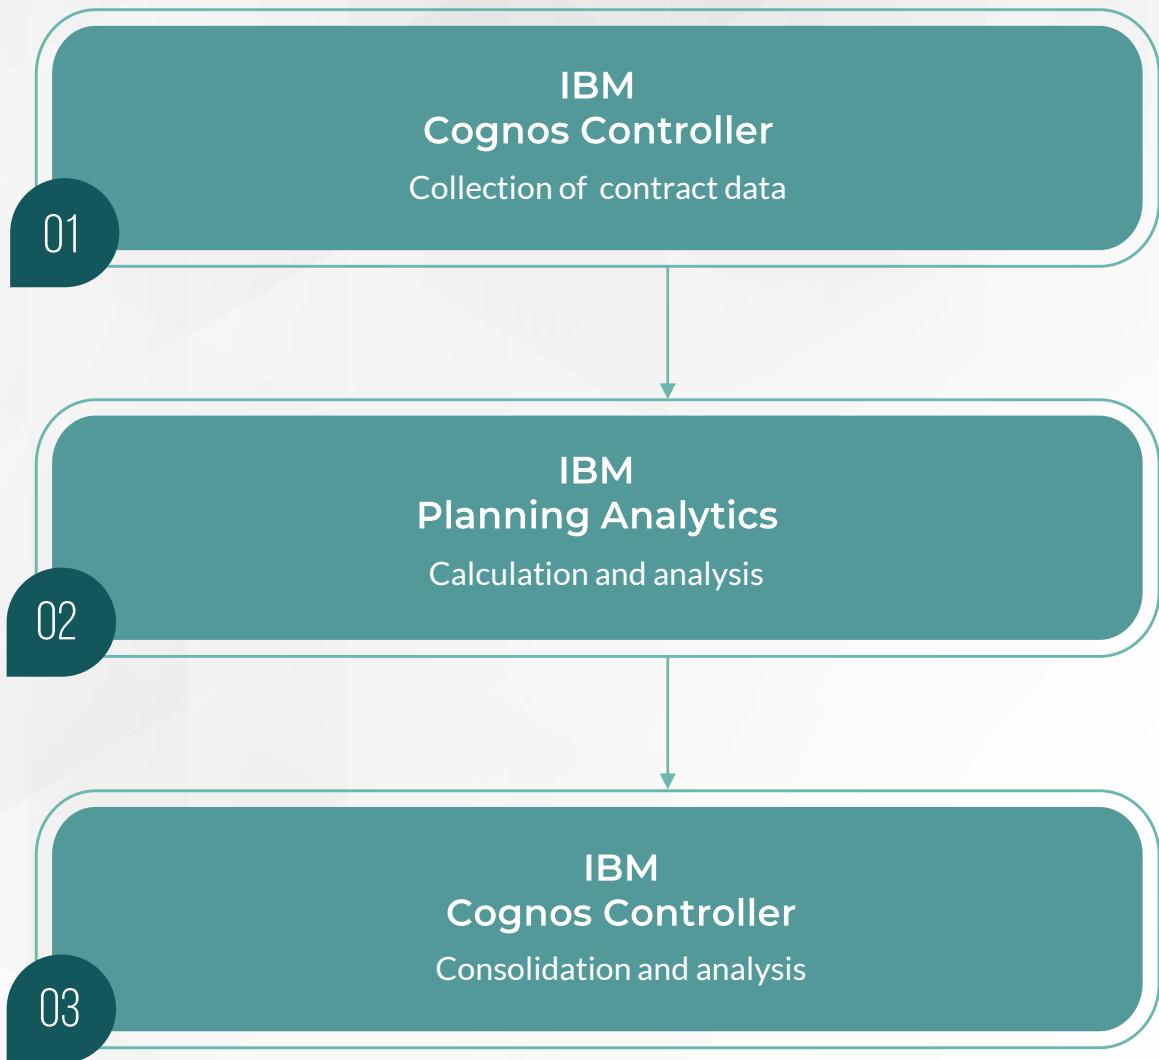 IBM
Cognos Controller
Collection of contract data
01
IBM
Planning Analytics
Calculation and analysis
02
IBM
Cognos Controller
Consolidation and analysis
03